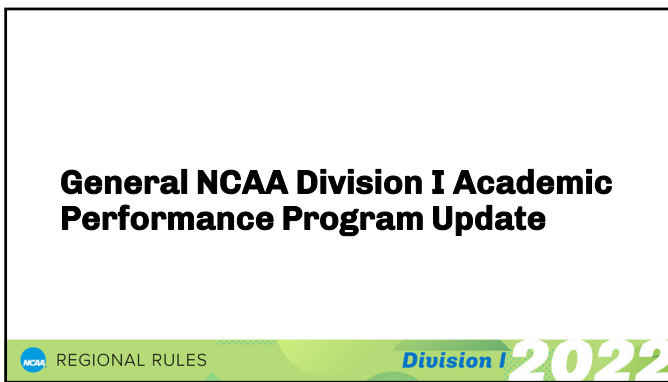 General NCAA Division I Academic
Performance Program Update
NCAA
REGIONAL RULES
Division I
2022